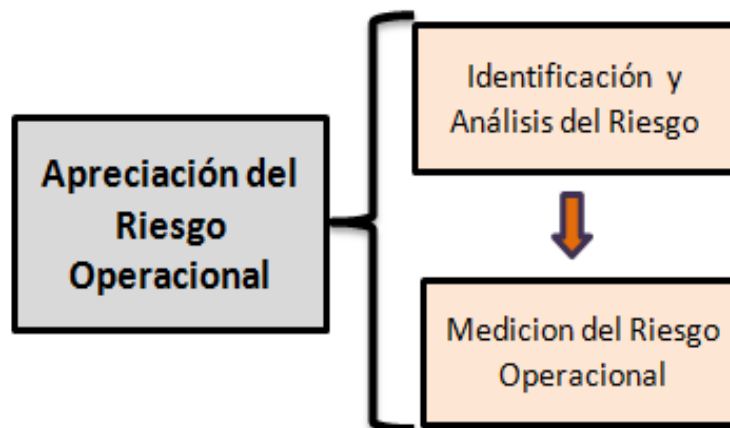 Apreciación del
Riesgo
Operacional
Identificación y
Análisis del Riesgo
Medicion del Riesgo
Operacional